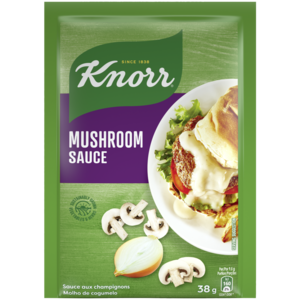 SINCE 1838
Knorr
MUSHROOM
SAUCE
Sauce aux champignons
Molho de cogumelo
38 g